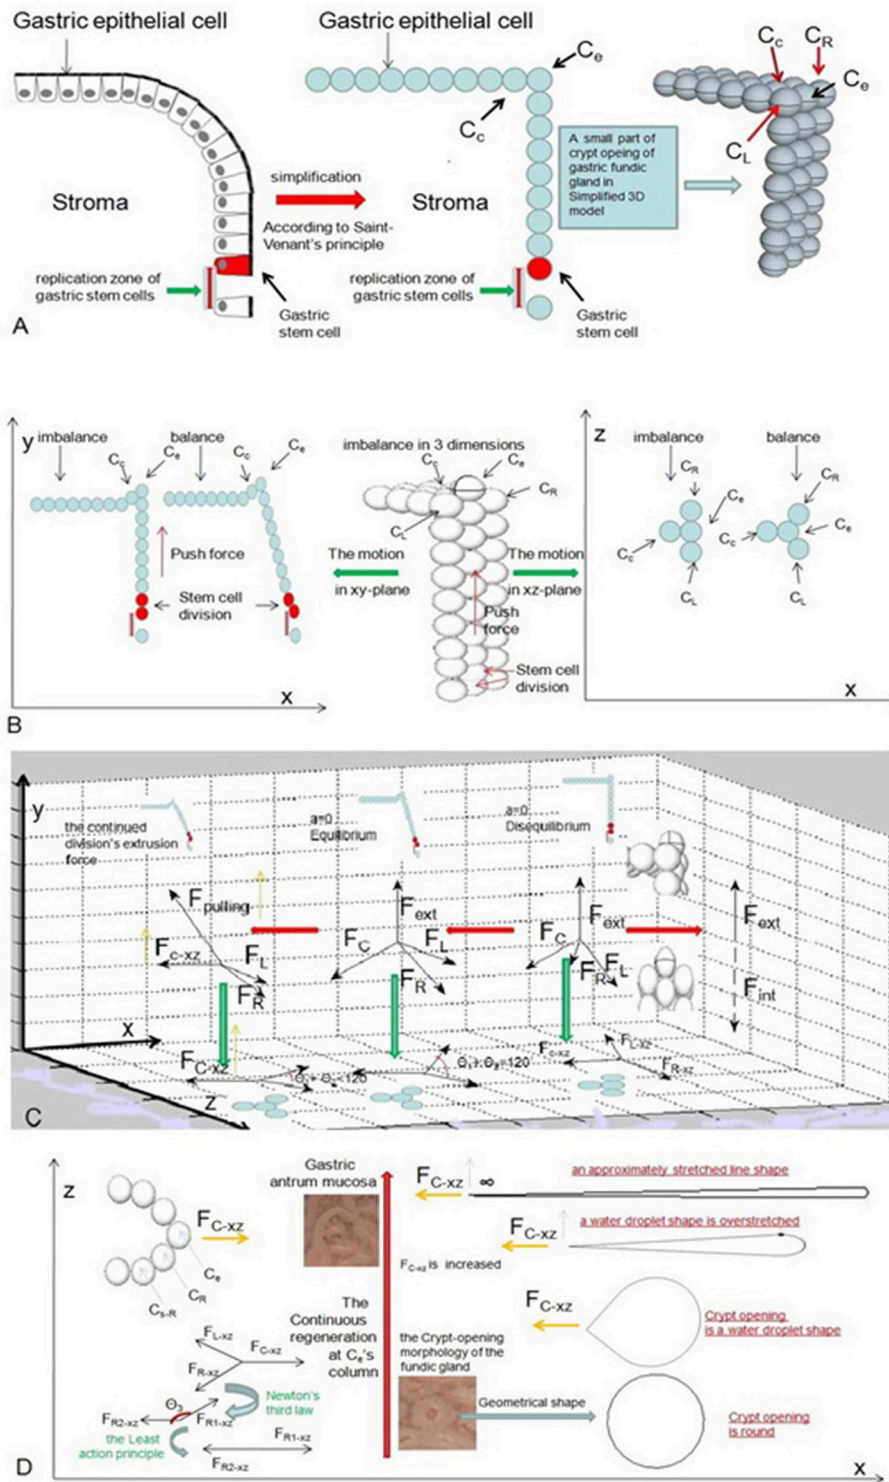 Gastric epithelial cell
Stroma
replication zone of
gastric stem cells
Gastric
stem cell
simplification
According to Saint-
Venant's principle
Gastric epithelial cell
Ce
Cc
Stroma
replication zone of
gastric stem cells
Gastric
stem cell
A small part of
crypt opeing of
gastric fundic
gland in
Simplified 3D
model
Cc
CR
Ce
CL
A
y
imbalance
balance
Cc
Ce
Cc
Ce
Push force
Stem cell
division
x
imbalance in 3 dimensions
Cc
Ce
CR
CL
The motion
in xy-plane
The motion
in xz-plane
Push
force
Stem cell
division
z
imbalance
balance
CR
Ce
Cc
CL
CR
Ce
Cc
CL
x
B
y
the continued
division's extrusion
force
a=0
Equilibrium
a=0
Disequilibrium
Fpulling
Fc-xz
FL
FR
Fext
FC
FL
FR
Fext
FC
FR
FL
Fext
Fint
x
z
FC-xz
Θ1+Θ2=120
Fc-xz
FL-xz
FR-xz
C
z
FC-xz
Ce
CR
Cs-R
FL-xz
FC-xz
FR-xz
Θ3
FR2-xz
FR1-xz
Newton's
third law
the Least
action principle
FR1-xz
FR2-xz
Gastric
antrum mucosa
The
Continuous
regeneration
at Ce's
column
FC-xz
∞
an approximately stretched line shape
FC-xz
a water droplet shape is overstretched
FC-xz is increased
FC-xz
Crypt opening
is a water droplet shape
the Crypt-opening
morphology of the
fundic gland
Geometrical shape
Crypt opening
is round
D
x